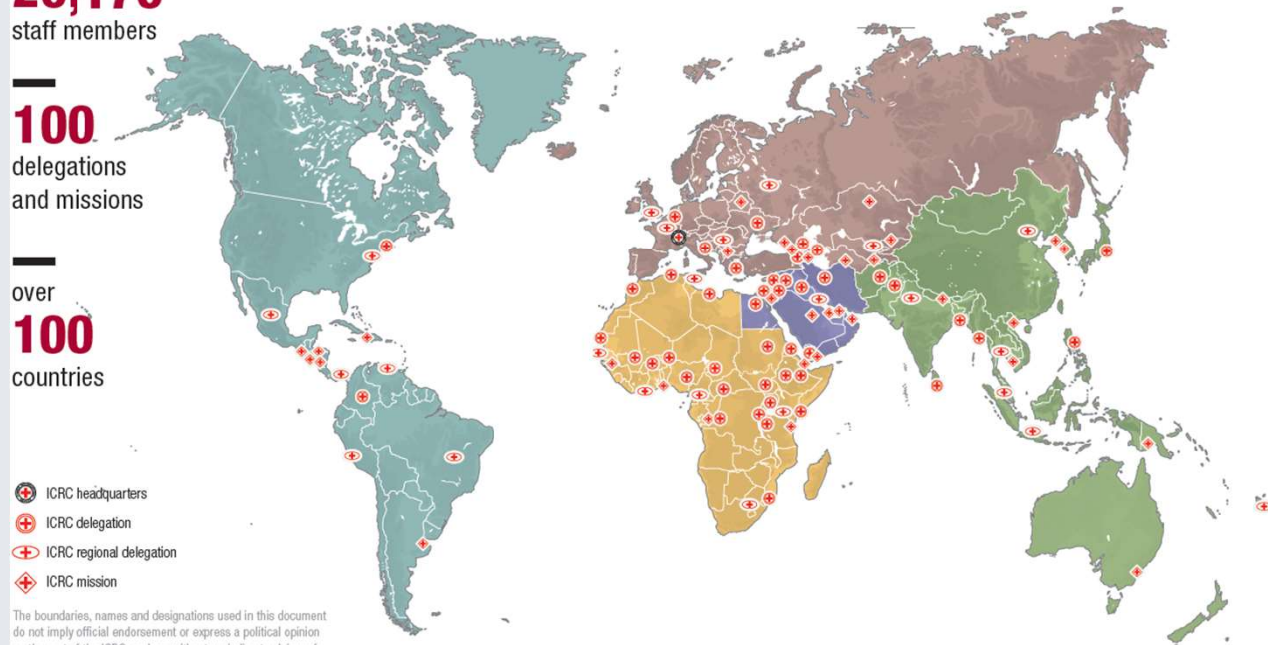 staff members
100
delegations
and missions
over
100
countries
ICRC headquarters
ICRC delegation
ICRC regional delegation
ICRC mission
The boundaries, names and designations used in this document
do not imply official endorsement or express a political opinion